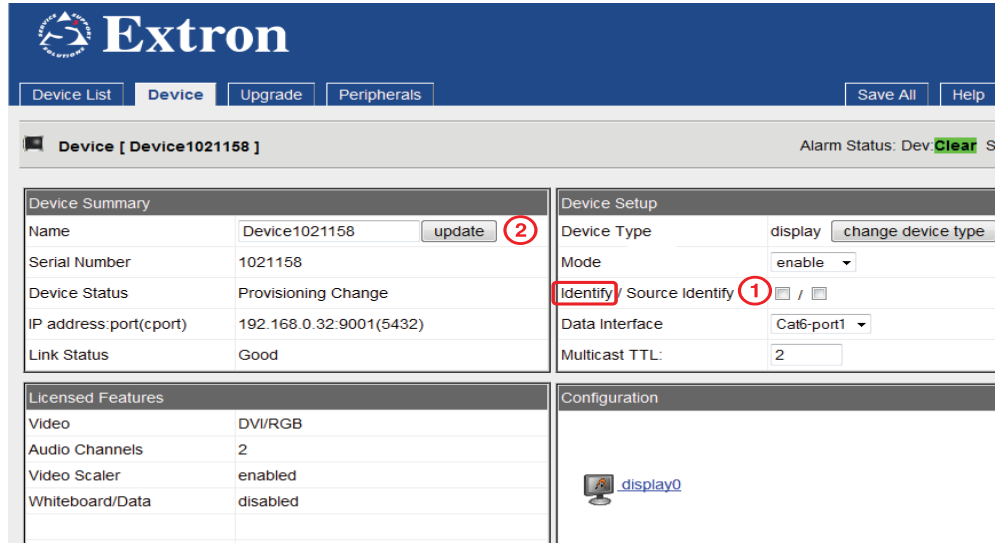 SERVICE SUPPORT SOLUTIONS
Extron
Device List Device Upgrade Peripherals Save All Help
Device [ Device1021158 ] Alarm Status: Dev:Clear S
Device Summary
Name Device1021158 update 2
Serial Number 1021158
Device Status Provisioning Change
IP address:port(cport) 192.168.0.32:9001(5432)
Link Status Good
Device Setup
Device Type display change device type
Mode enable
Identify / Source Identify 1 /
Data Interface Cat6-port1
Multicast TTL: 2
Licensed Features
Video DVI/RGB
Audio Channels 2
Video Scaler enabled
Whiteboard/Data disabled
Configuration
display0